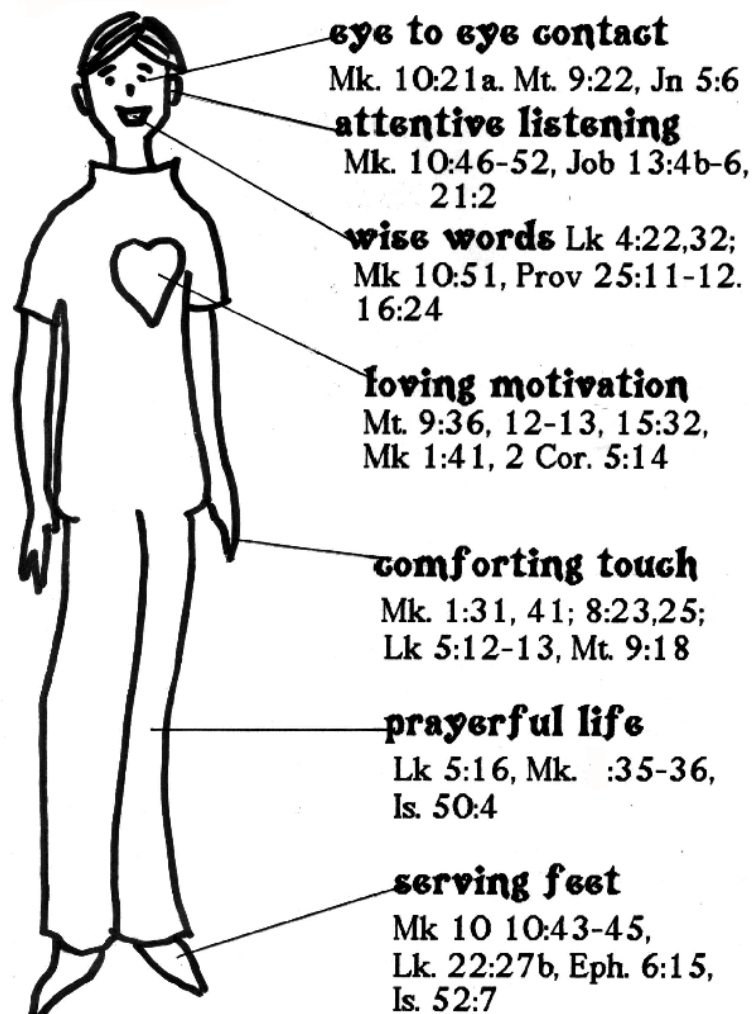 eye to eye contact
Mk. 10:21a. Mt. 9:22, Jn 5:6
attentive listening
Mk. 10:46-52, Job 13:4b-6,
21:2
wise words Lk 4:22,32;
Mk 10:51, Prov 25:11-12.
16:24
loving motivation
Mt. 9:36, 12-13, 15:32,
Mk 1:41, 2 Cor. 5:14
comforting touch
Mk. 1:31, 41; 8:23,25;
Lk 5:12-13, Mt. 9:18
prayerful life
Lk 5:16, Mk. :35-36,
Is. 50:4
serving feet
Mk 10 10:43-45,
Lk. 22:27b, Eph. 6:15,
Is. 52:7